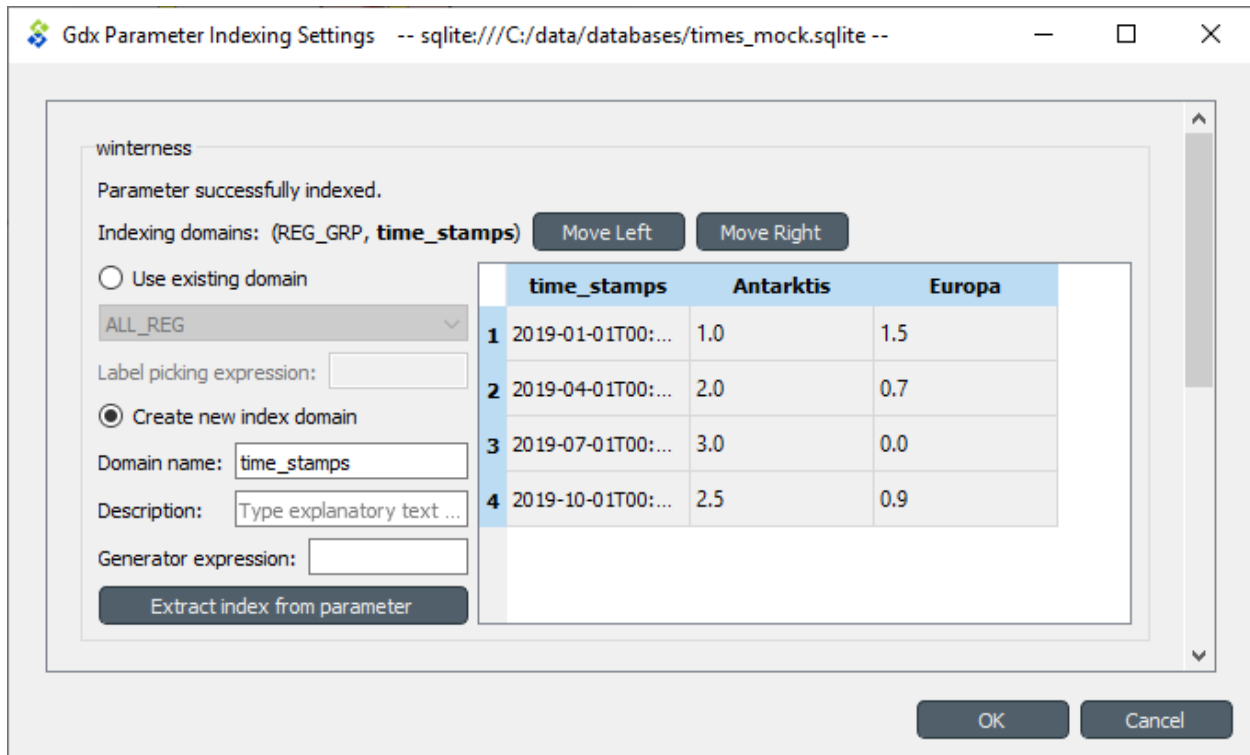 Gdx Parameter Indexing Settings -- sqlite:///C:/data/databases/times_mock.sqlite --
winterness
Parameter successfully indexed.
Indexing domains: (REG_GRP, time_stamps) Move Left Move Right
Use existing domain
ALL_REG
Label picking expression:
Create new index domain
Domain name: time_stamps
Description: Type explanatory text ...
Generator expression:
Extract index from parameter
time_stamps Antarktis Europa
1 2019-01-01T00:... 1.0 1.5
2 2019-04-01T00:... 2.0 0.7
3 2019-07-01T00:... 3.0 0.0
4 2019-10-01T00:... 2.5 0.9
OK Cancel